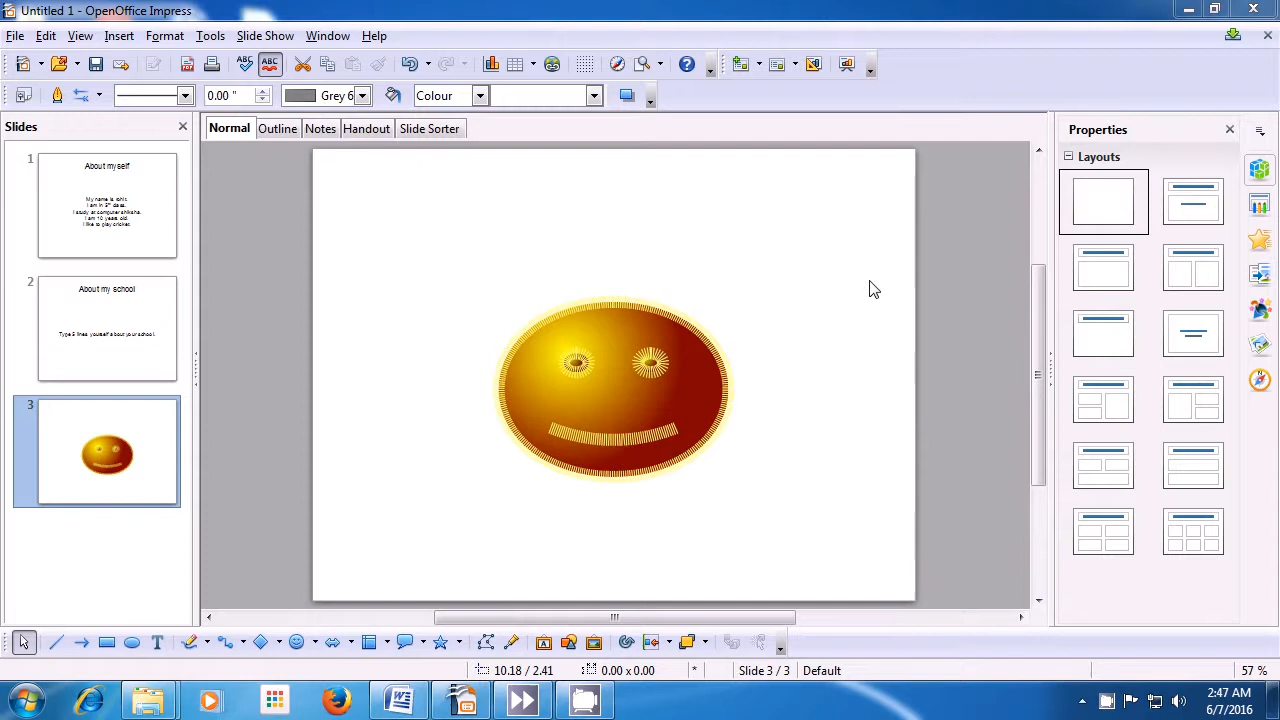 Untitled 1 - OpenOffice Impress
File Edit View Insert Format Tools Slide Show Window Help
0.00 " Grey 6 Colour
Slides
Normal Outline Notes Handout Slide Sorter
Properties
Layouts
1
About myself
My name is rohit.
I am in 5th class.
I study at computer shiksha.
I am 10 years old.
I like to play cricket.
2
About my school
Type 5 lines yourself about your school.
3
10.18 / 2.41 0.00 x 0.00 * Slide 3 / 3 Default 57 %
2:47 AM
6/7/2016